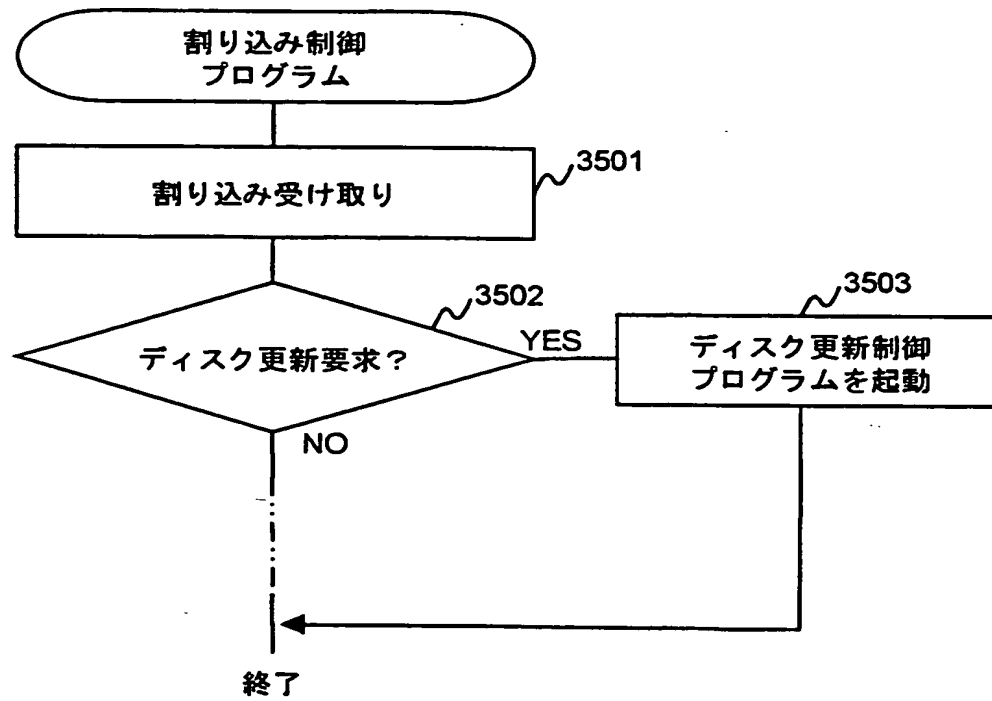 割り込み制御
プログラム
割り込み受け取り
3501
ディスク更新要求?
3502
YES
NO
ディスク更新制御
プログラムを起動
3503
終了